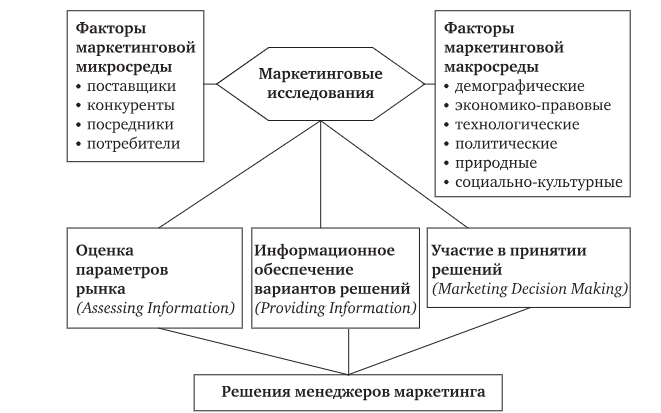 Факторы
маркетинговой
микросреды
• поставщики
• конкуренты
• посредники
• потребители
Маркетинговые
исследования
Факторы
маркетинговой
макросреды
• демографические
• экономико-правовые
• технологические
• политические
• природные
• социально-культурные
Оценка
параметров
рынка
(Assessing Information)
Информационное
обеспечение
вариантов решений
(Providing Information)
Участие в принятии
решений
(Marketing Decision Making)
Решения менеджеров маркетинга